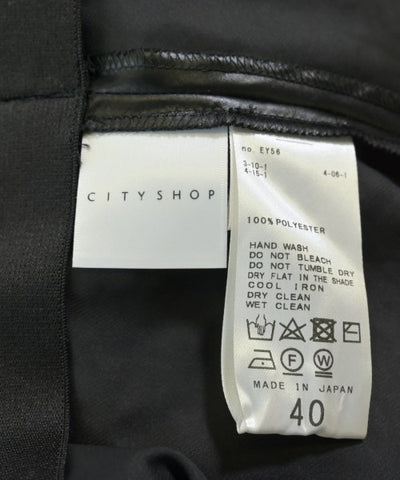 CITYSHOP
no. EY56
3-10-1
4-15-1 4-06-1
100% POLYESTER
HAND WASH
DO NOT BLEACH
DO NOT TUMBLE DRY
DRY FLAT IN THE SHADE
COOL IRON
DRY CLEAN
WET CLEAN
F W
MADE IN JAPAN
40